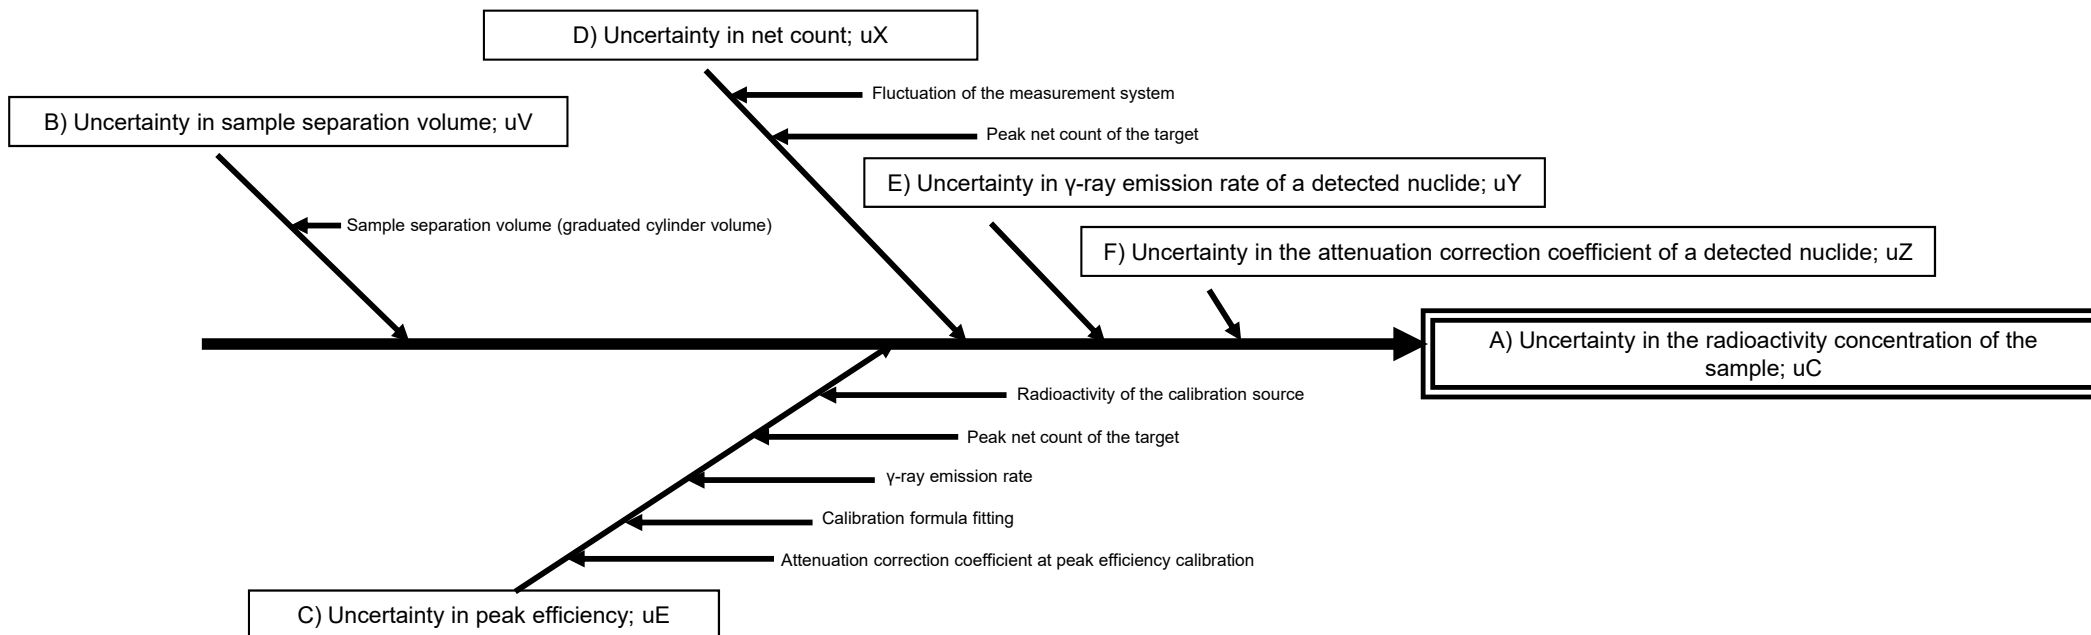 D) Uncertainty in net count; uX
Fluctuation of the measurement system
B) Uncertainty in sample separation volume; uV
Peak net count of the target
E) Uncertainty in γ-ray emission rate of a detected nuclide; uY
Sample separation volume (graduated cylinder volume)
F) Uncertainty in the attenuation correction coefficient of a detected nuclide; uZ
A) Uncertainty in the radioactivity concentration of the
sample; uC
Radioactivity of the calibration source
Peak net count of the target
γ-ray emission rate
Calibration formula fitting
Attenuation correction coefficient at peak efficiency calibration
C) Uncertainty in peak efficiency; uE